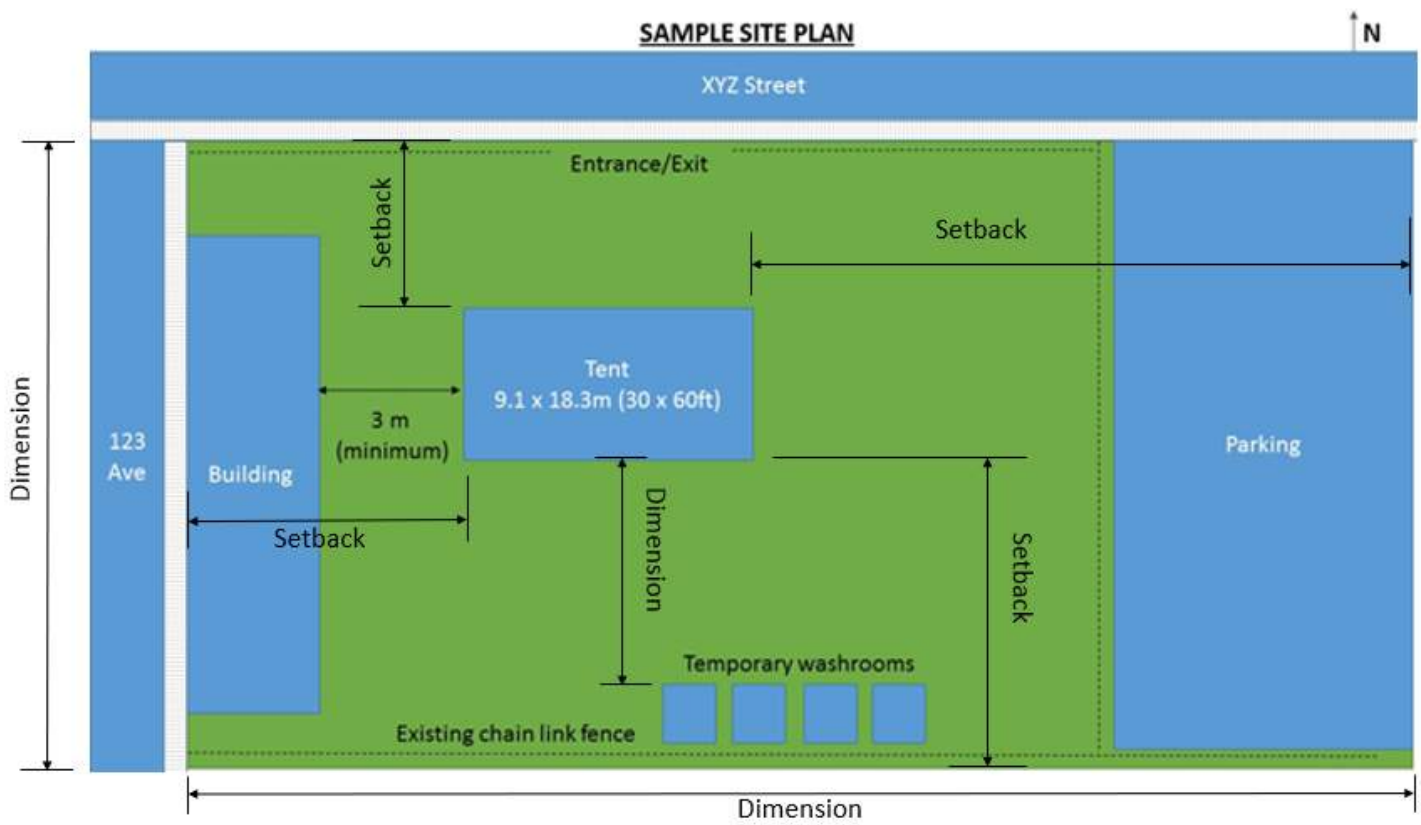 SAMPLE SITE PLAN
N
XYZ Street
Entrance/Exit
Setback
Setback
Tent
9.1 x 18.3m (30 x 60ft)
3 m
(minimum)
Dimension
123
Ave
Building
Parking
Setback
Dimension
Setback
Temporary washrooms
Existing chain link fence
Dimension